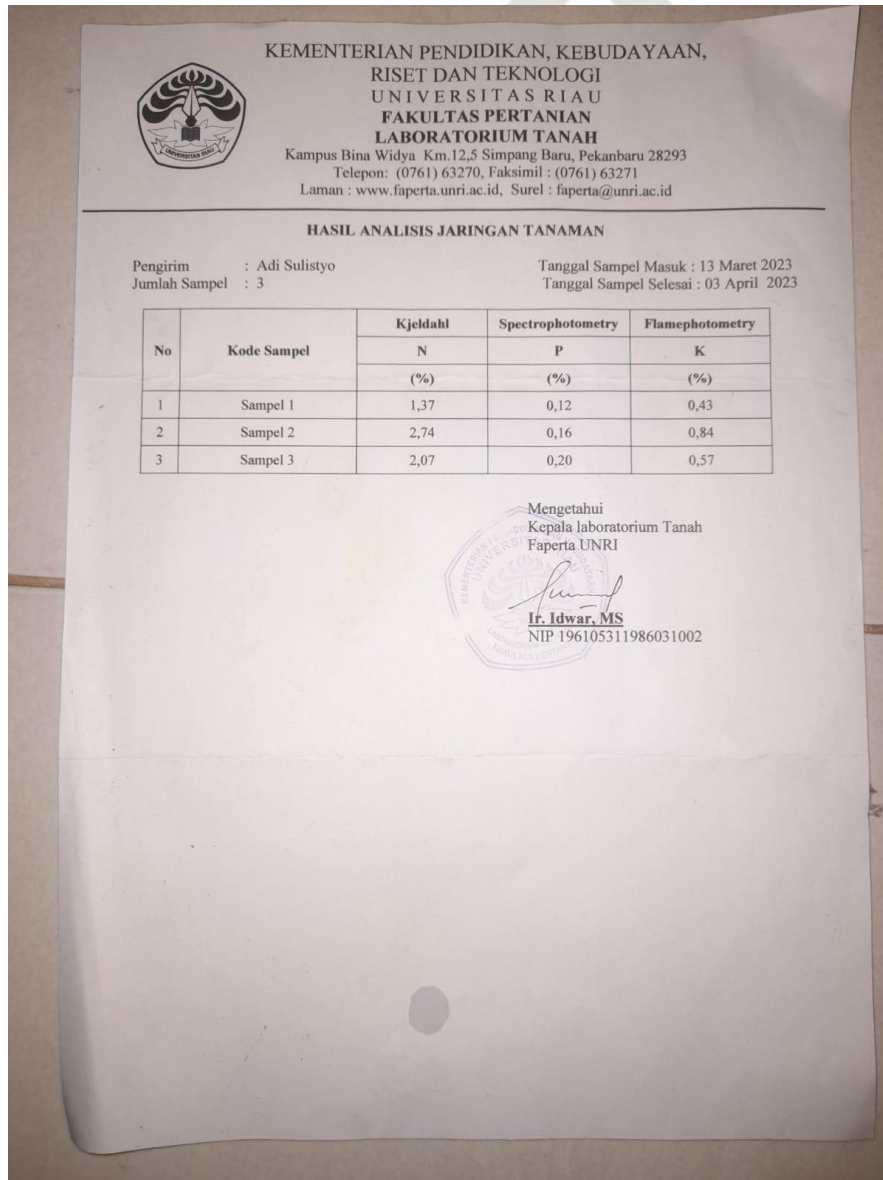 KEMENTERIAN PENDIDIKAN, KEBUDAYAAN,
RISET DAN TEKNOLOGI
UNIVERSITAS RIAU
FAKULTAS PERTANIAN
LABORATORIUM TANAH
Kampus Bina Widya Km.12,5 Simpang Baru, Pekanbaru 28293
Telepon: (0761) 63270, Faksimil : (0761) 63271
Laman : www.faperta.unri.ac.id, Surel : faperta@unri.ac.id
UNIVERSITAS RIAU
HASIL ANALISIS JARINGAN TANAMAN
Pengirim : Adi Sulistyo Tanggal Sampel Masuk : 13 Maret 2023
Jumlah Sampel : 3 Tanggal Sampel Selesai : 03 April 2023
No Kode Sampel Kjeldahl Spectrophotometry Flamephotometry
N P K
(%) (%) (%)
1 Sampel 1 1,37 0,12 0,43
2 Sampel 2 2,74 0,16 0,84
3 Sampel 3 2,07 0,20 0,57
Mengetahui
Kepala laboratorium Tanah
Faperta UNRI
Ir. Idwar, MS
NIP 196105311986031002